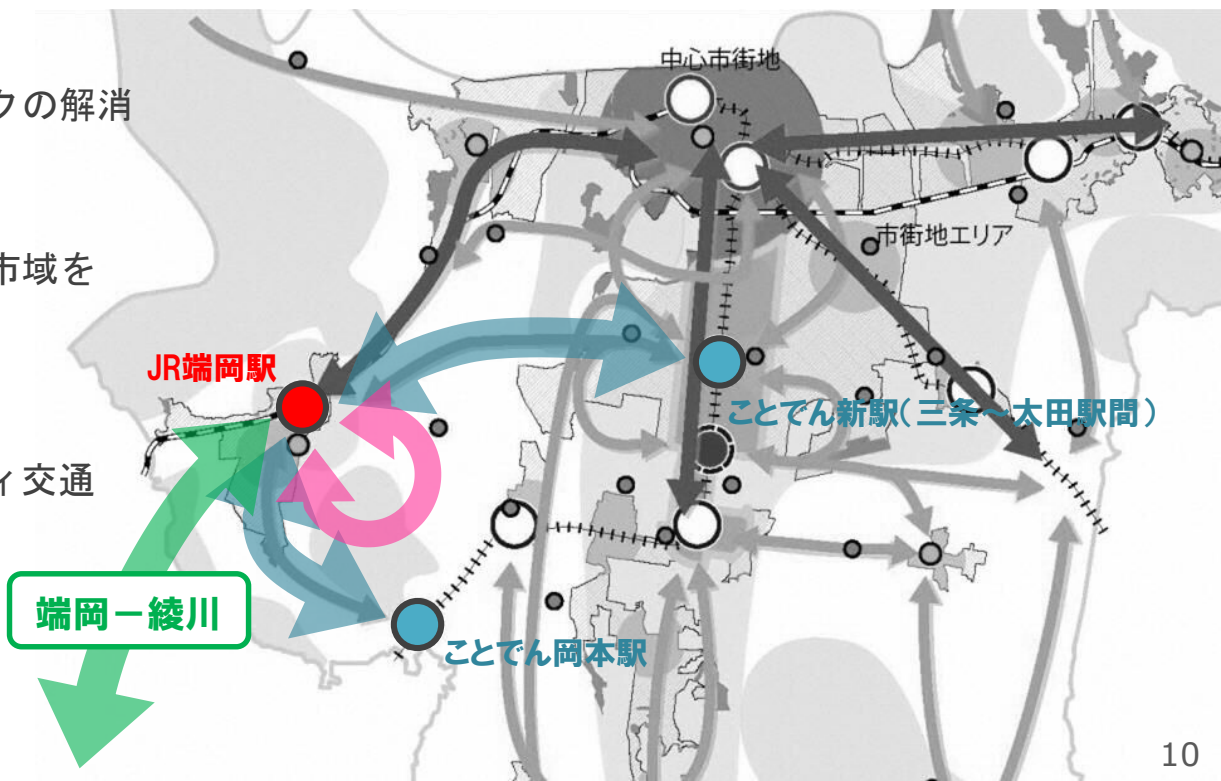 中心市街地
クの解消
市街地エリア
市域を
JR端岡駅
ことでん新駅(三条～太田駅間)
ィ交通
端岡－綾川
ことでん岡本駅
10